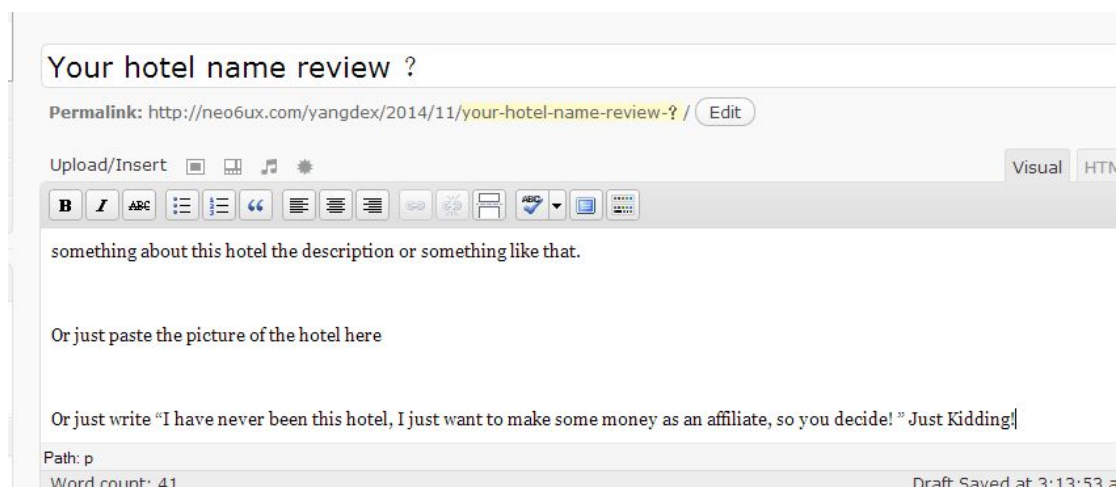 Your hotel name review ?
Permalink: http://neo6ux.com/yangdex/2014/11/your-hotel-name-review-? / Edit
Upload/Insert Visual HTM
B I ABC ABC
something about this hotel the description or something like that.
Or just paste the picture of the hotel here
Or just write “I have never been this hotel, I just want to make some money as an affiliate, so you decide! ” Just Kidding!
Path: p
Word count: 41 Draft Saved at 3:13:53 a